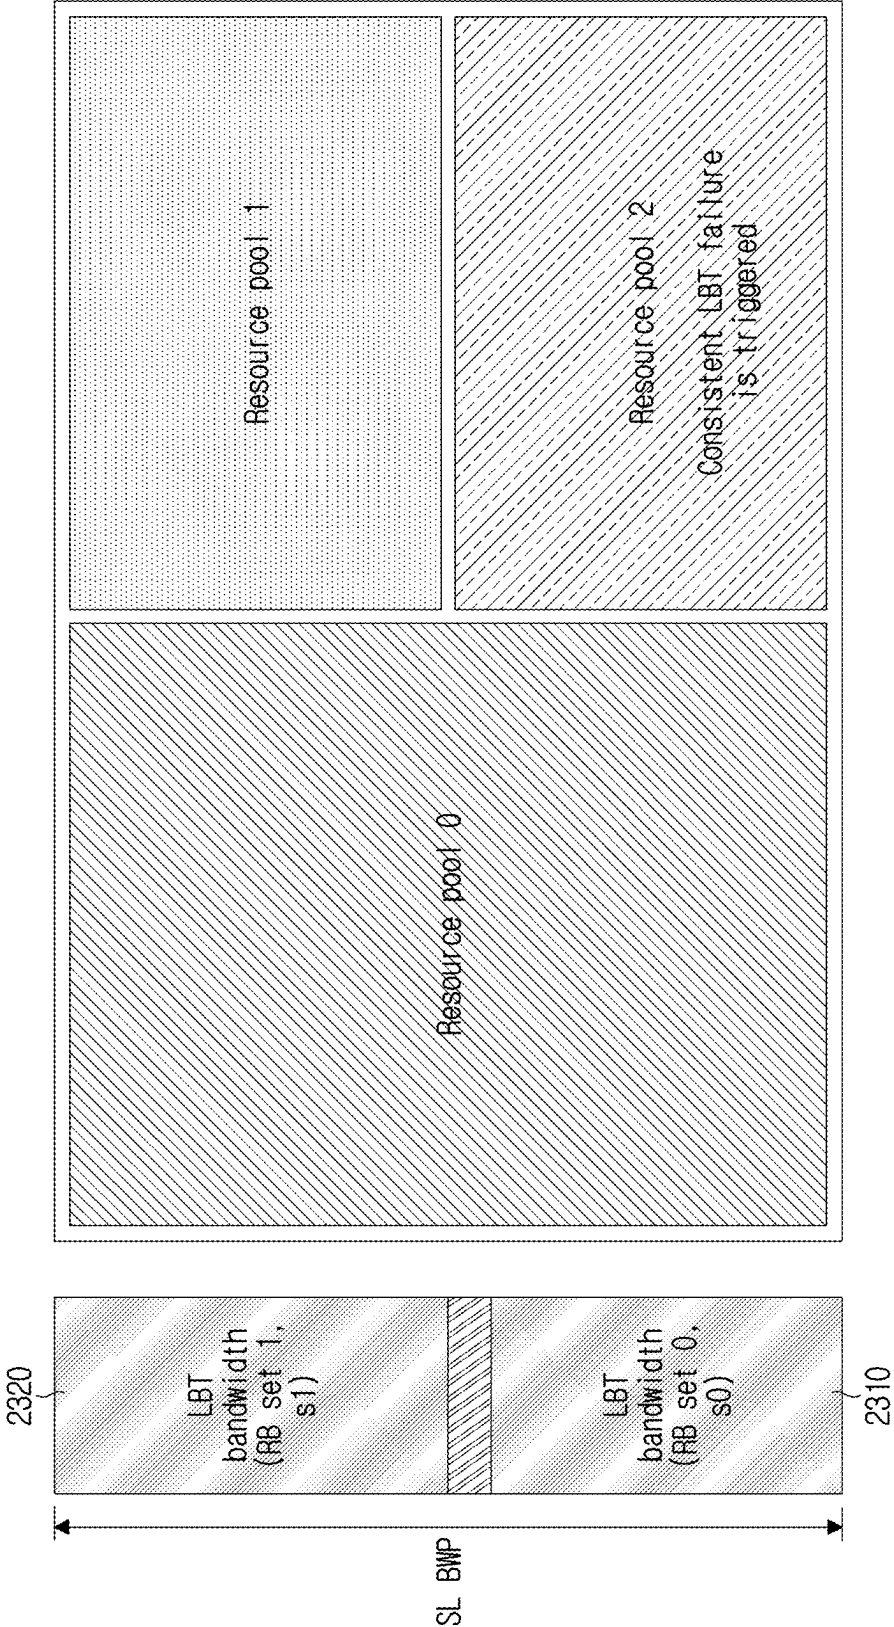 SL BWP
2320
LBT
bandwidth
(RB set 1,
s1)
LBT
bandwidth
(RB set 0,
s0)
2310
Resource pool 0
Resource pool 1
Resource pool 2
Consistent LBT failure
is triggered